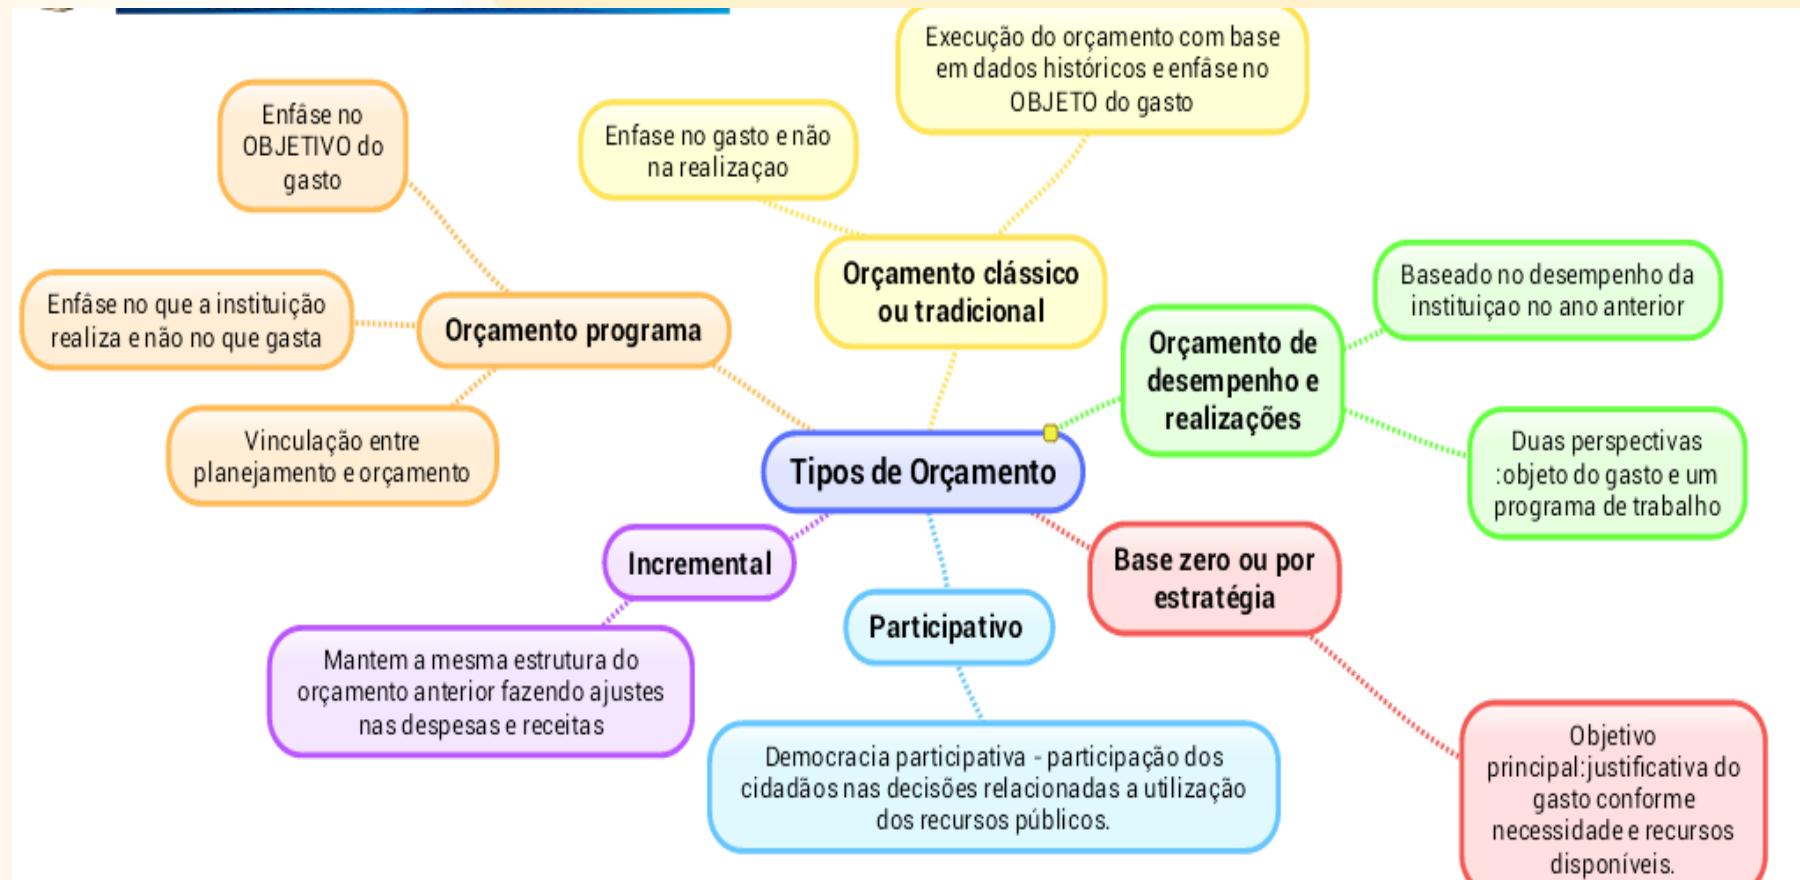 Execução do orçamento com base
em dados históricos e enfâse no
OBJETO do gasto
Enfâse no
OBJETIVO do
gasto
Enfase no gasto e não
na realizaçao
Orçamento clássico
ou tradicional
Baseado no desempenho da
instituiçao no ano anterior
Enfâse no que a instituição
realiza e não no que gasta
Orçamento programa
Orçamento de
desempenho e
realizações
Vinculação entre
planejamento e orçamento
Tipos de Orçamento
Duas perspectivas
:objeto do gasto e um
programa de trabalho
Incremental
Base zero ou por
estratégia
Participativo
Mantem a mesma estrutura do
orçamento anterior fazendo ajustes
nas despesas e receitas
Democracia participativa - participação dos
cidadãos nas decisões relacionadas a utilização
dos recursos públicos.
Objetivo
principal:justificativa do
gasto conforme
necessidade e recursos
disponíveis.